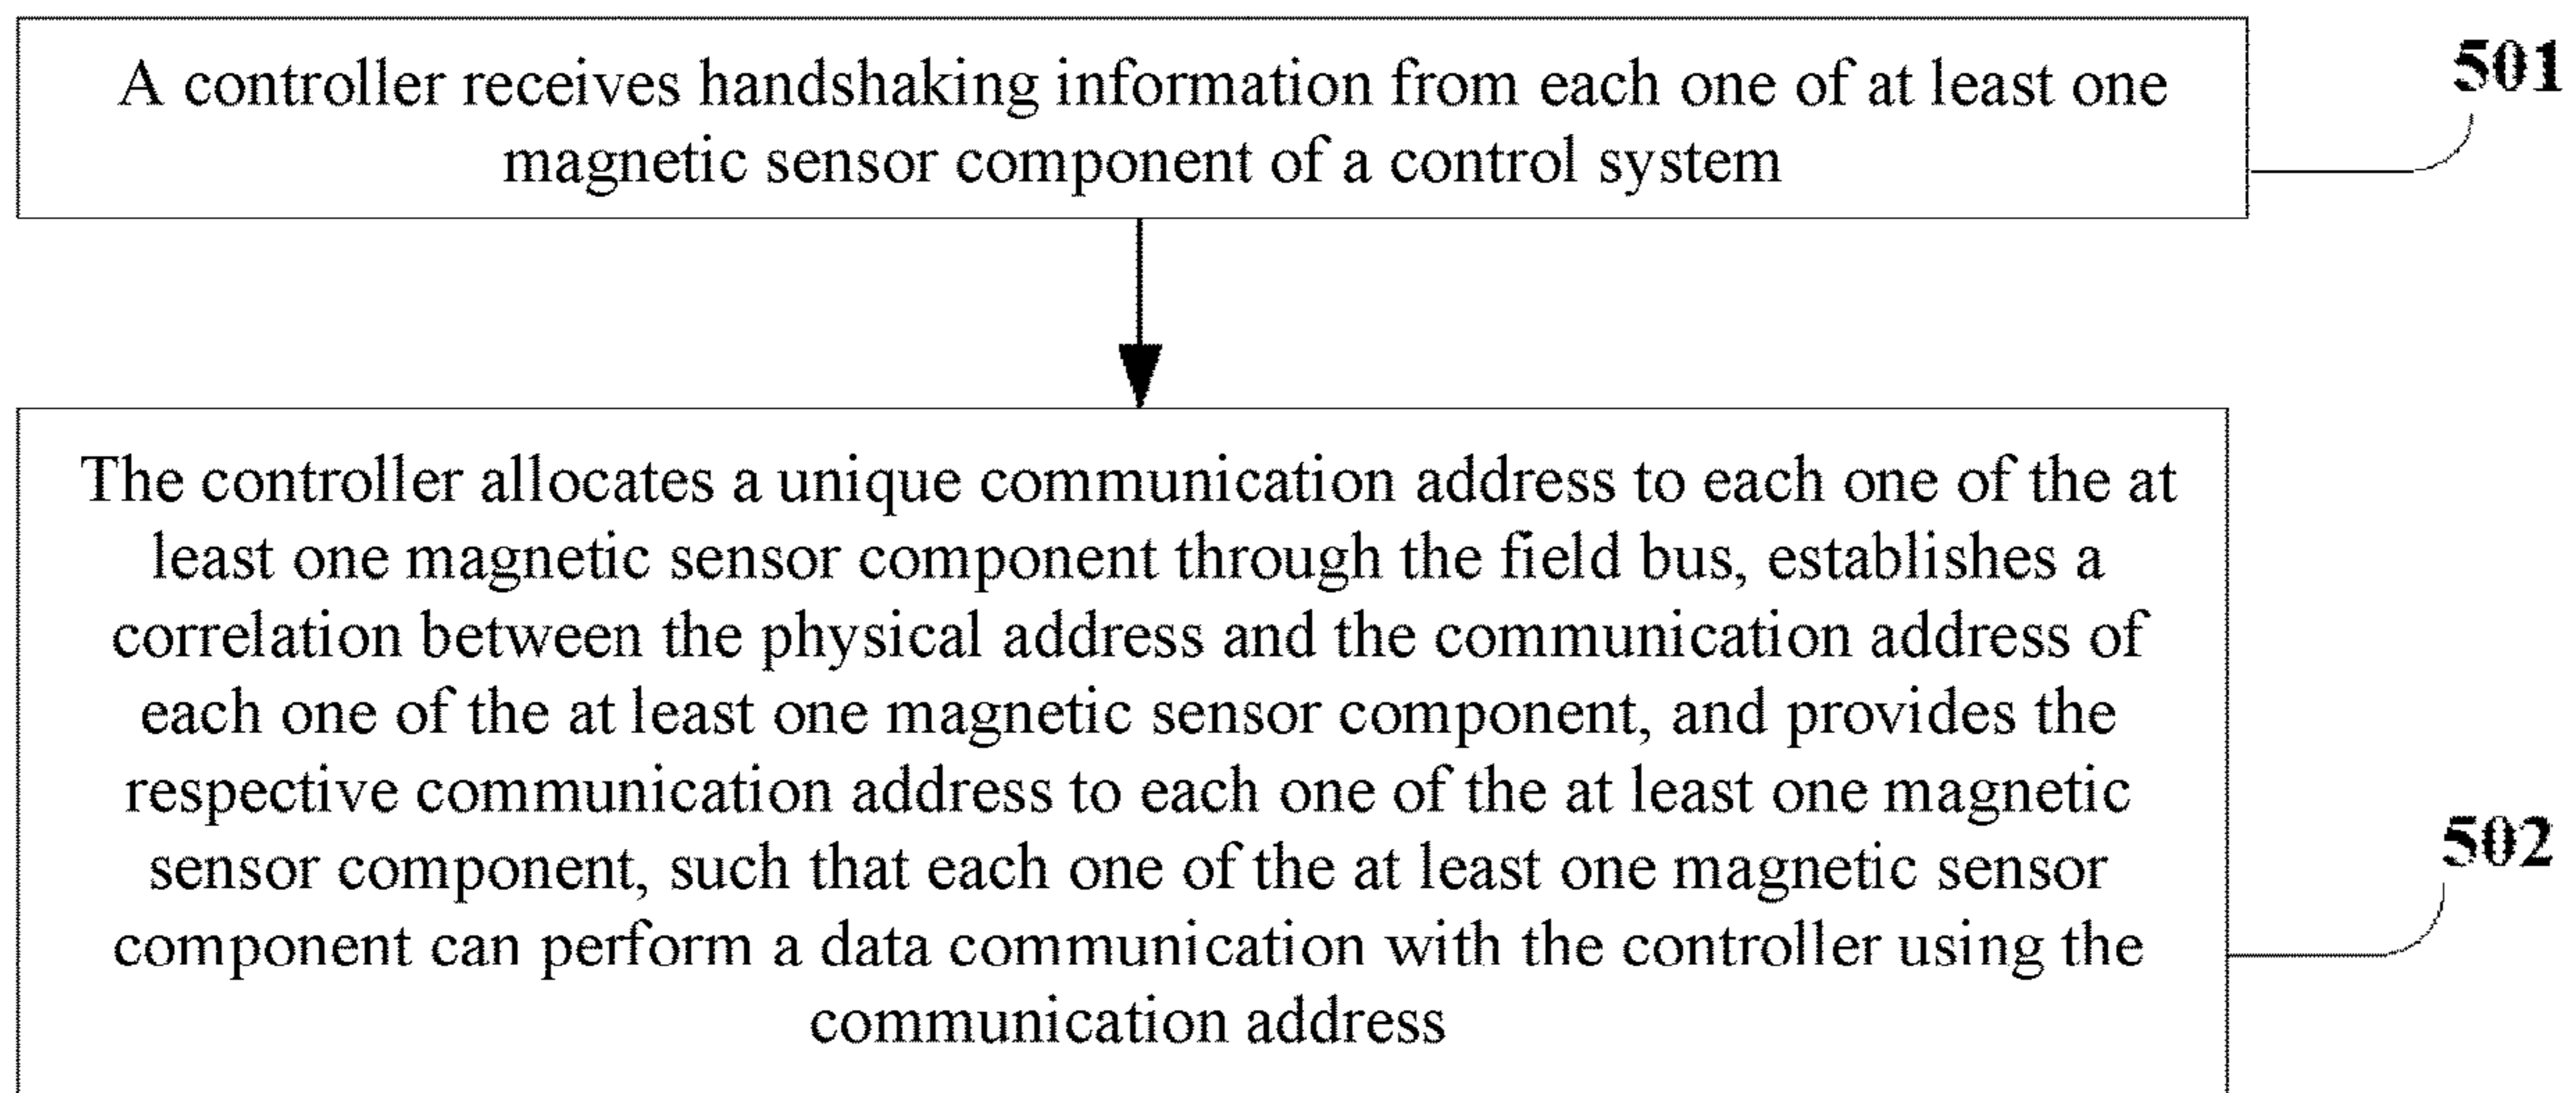 A controller receives handshaking information from each one of at least one
magnetic sensor component of a control system
501
The controller allocates a unique communication address to each one of the at
least one magnetic sensor component through the field bus, establishes a
correlation between the physical address and the communication address of
each one of the at least one magnetic sensor component, and provides the
respective communication address to each one of the at least one magnetic
sensor component, such that each one of the at least one magnetic sensor
component can perform a data communication with the controller using the
communication address
502